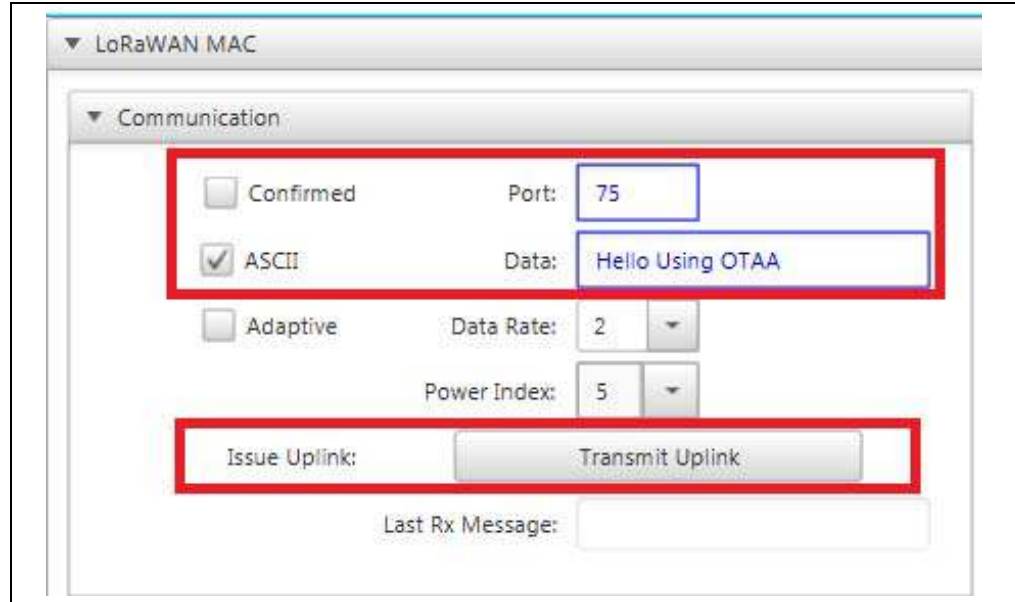 LoRaWAN MAC
Communication
Confirmed Port: 75
ASCII Data: Hello Using OTAA
Adaptive Data Rate: 2
Power Index: 5
Issue Uplink: Transmit Uplink
Last Rx Message: